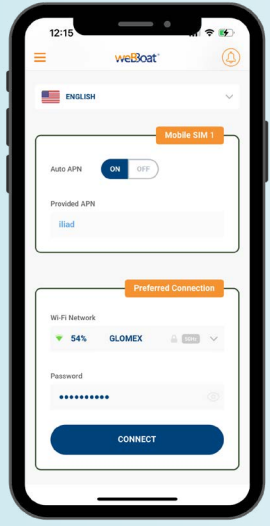 12:15
weBBoat
ENGLISH
Mobile SIM 1
Auto APN
ON
OFF
Provided APN
iliad
Preferred Connection
Wi-Fi Network
54%
GLOMEX
Password
••••••••••
CONNECT